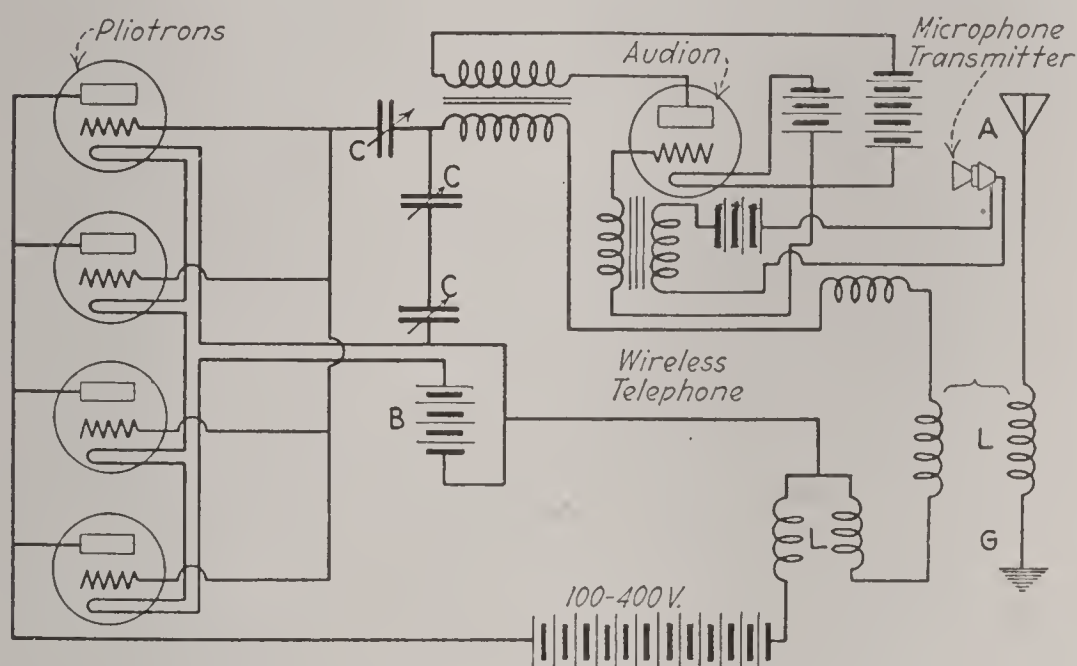 Pliotrons
Audion
Microphone
Transmitter
A
C
C
C
Wireless
Telephone
B
L
L
G
100-400 V.